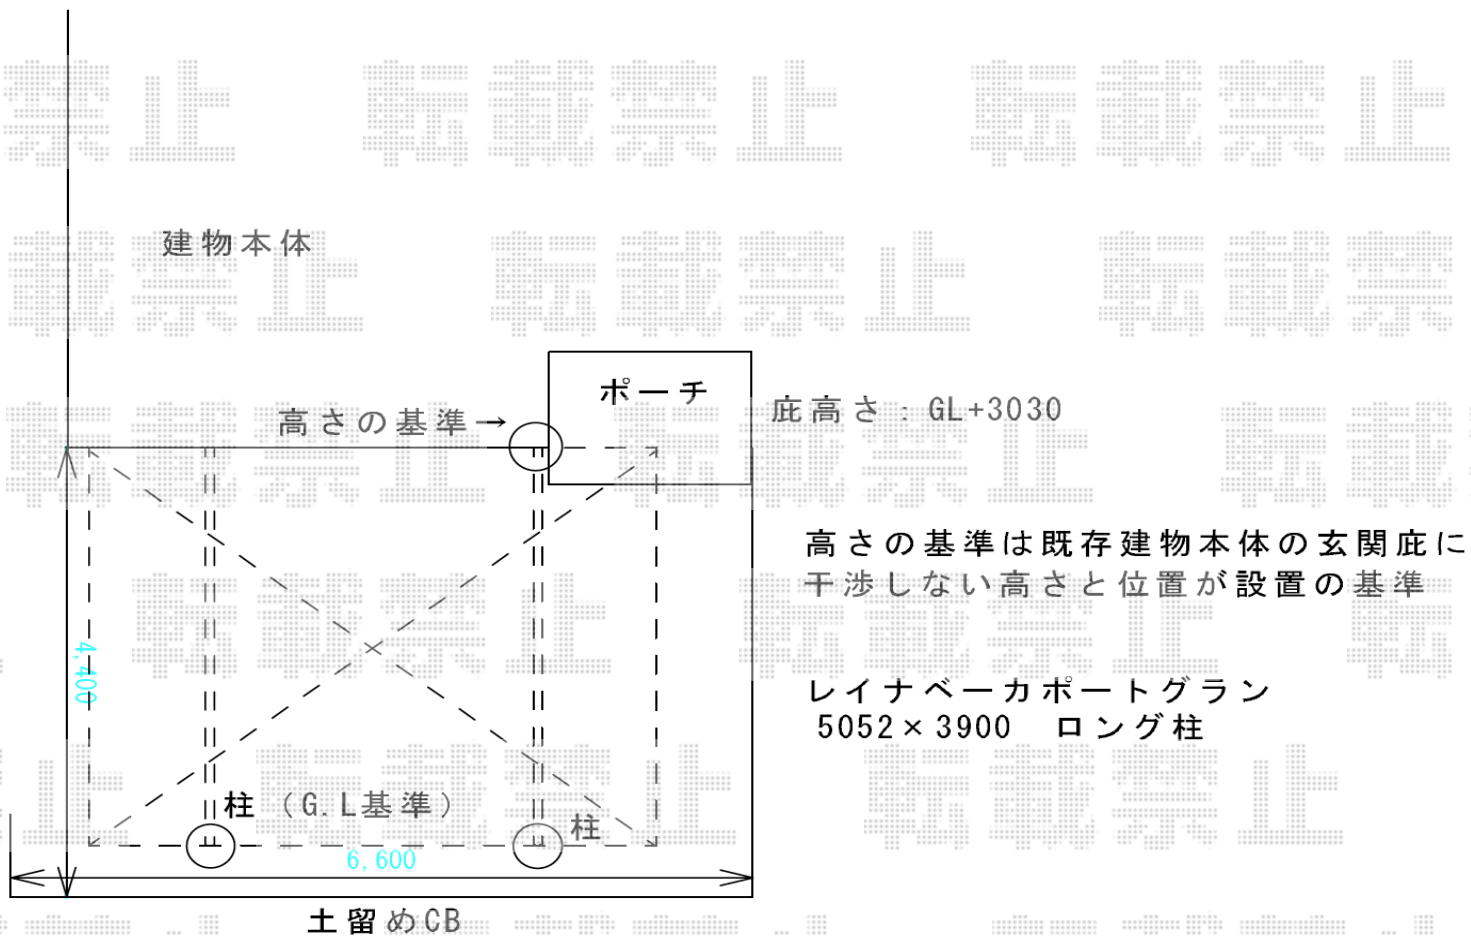 転載禁止
建物本体
ポーチ
高さの基準→
庇高さ：GL+3030
高さの基準は既存建物本体の玄関庇に
干渉しない高さと位置が設置の基準
4,400
レイナベーカポートグラン
5052×3900　ロング柱
柱（G.L基準）
柱
6,600
土留めCB